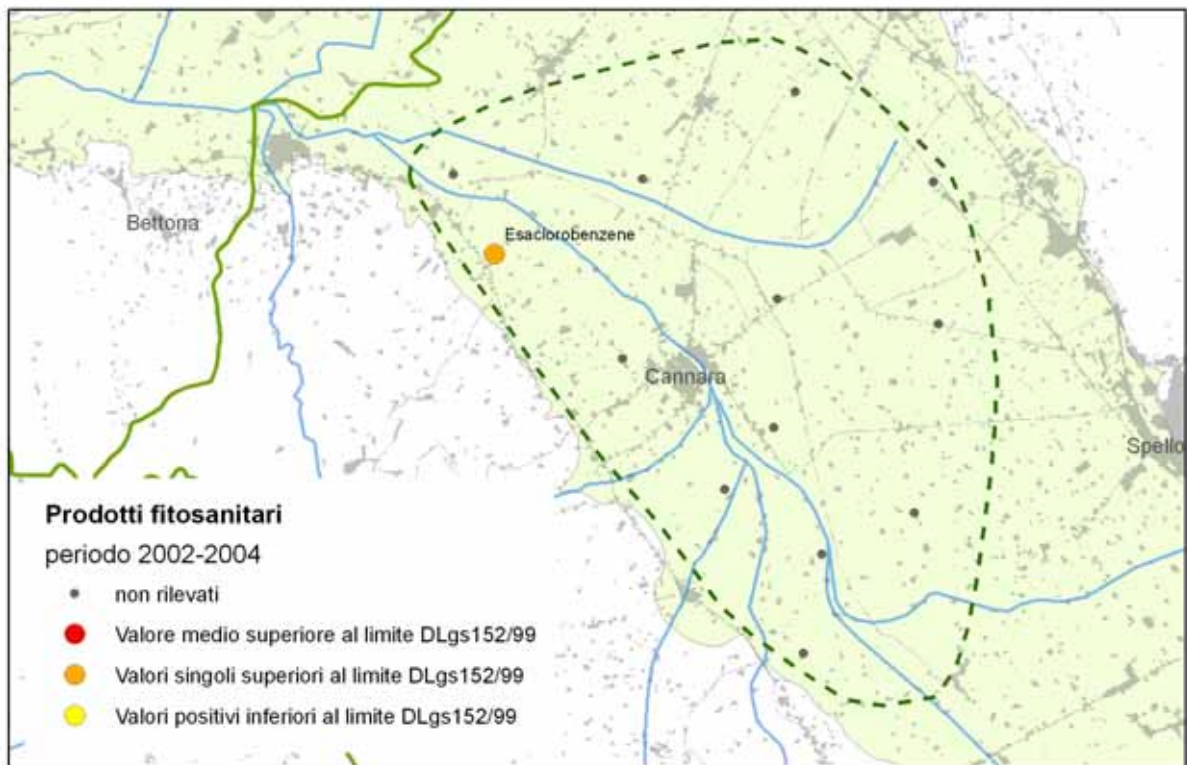 Bettona
Esaclorobenzene
Cannara
Spello
Prodotti fitosanitari
periodo 2002-2004
non rilevati
Valore medio superiore al limite DLgs152/99
Valori singoli superiori al limite DLgs152/99
Valori positivi inferiori al limite DLgs152/99